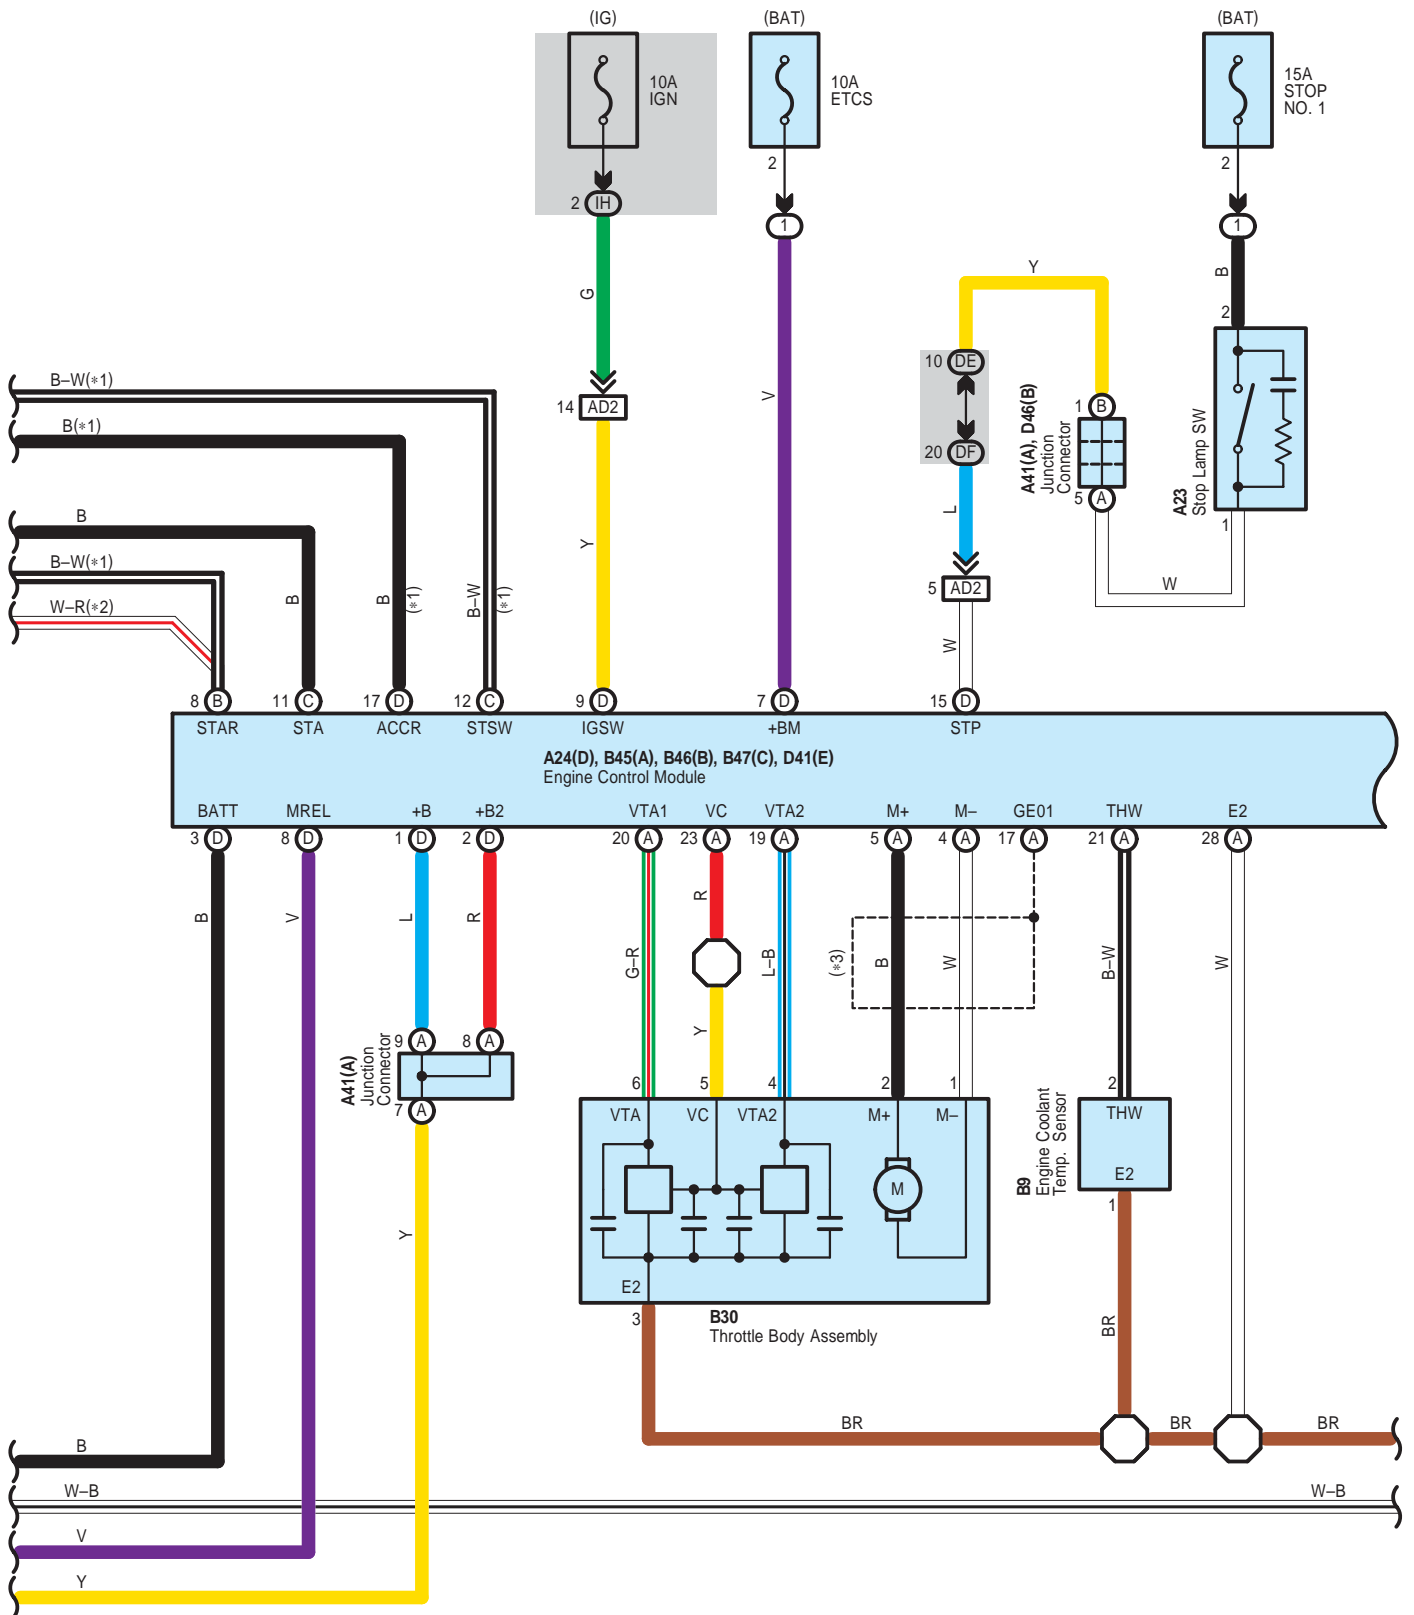 (IG)
(BAT)
(BAT)
10A
IGN
10A
ETCS
15A
STOP
NO. 1
2
2
2 IH
1
1
G
V
Y
B
2
10 DE
20 DF
B–W(*1)
B(*1)
14 AD2
1 B
5 A
A41(A), D46(B)
Junction
Connector
A23
Stop Lamp SW
1
B
B–W(*1)
W–R(*2)
B
B
(*1)
B–W
(*1)
Y
L
5 AD2
W
W
8 B
11 C
17 D
12 C
9 D
7 D
15 D
STAR
STA
ACCR
STSW
IGSW
+BM
STP
A24(D), B45(A), B46(B), B47(C), D41(E)
Engine Control Module
BATT
MREL
+B
+B2
VTA1
VC
VTA2
M+
M–
GE01
THW
E2
3 D
8 D
1 D
2 D
20 A
23 A
19 A
5 A
4 A
17 A
21 A
28 A
B
V
L
R
G–R
R
Y
L–B
(*3)
B
W
B–W
W
9 A
8 A
A41(A)
Junction
Connector
7 A
6
5
4
2
1
2
VTA
VC
VTA2
M+
M–
THW
M
E2
E2
B9
Engine Coolant
Temp. Sensor
1
Y
3
B30
Throttle Body Assembly
BR
BR
BR
BR
B
W–B
W–B
V
Y